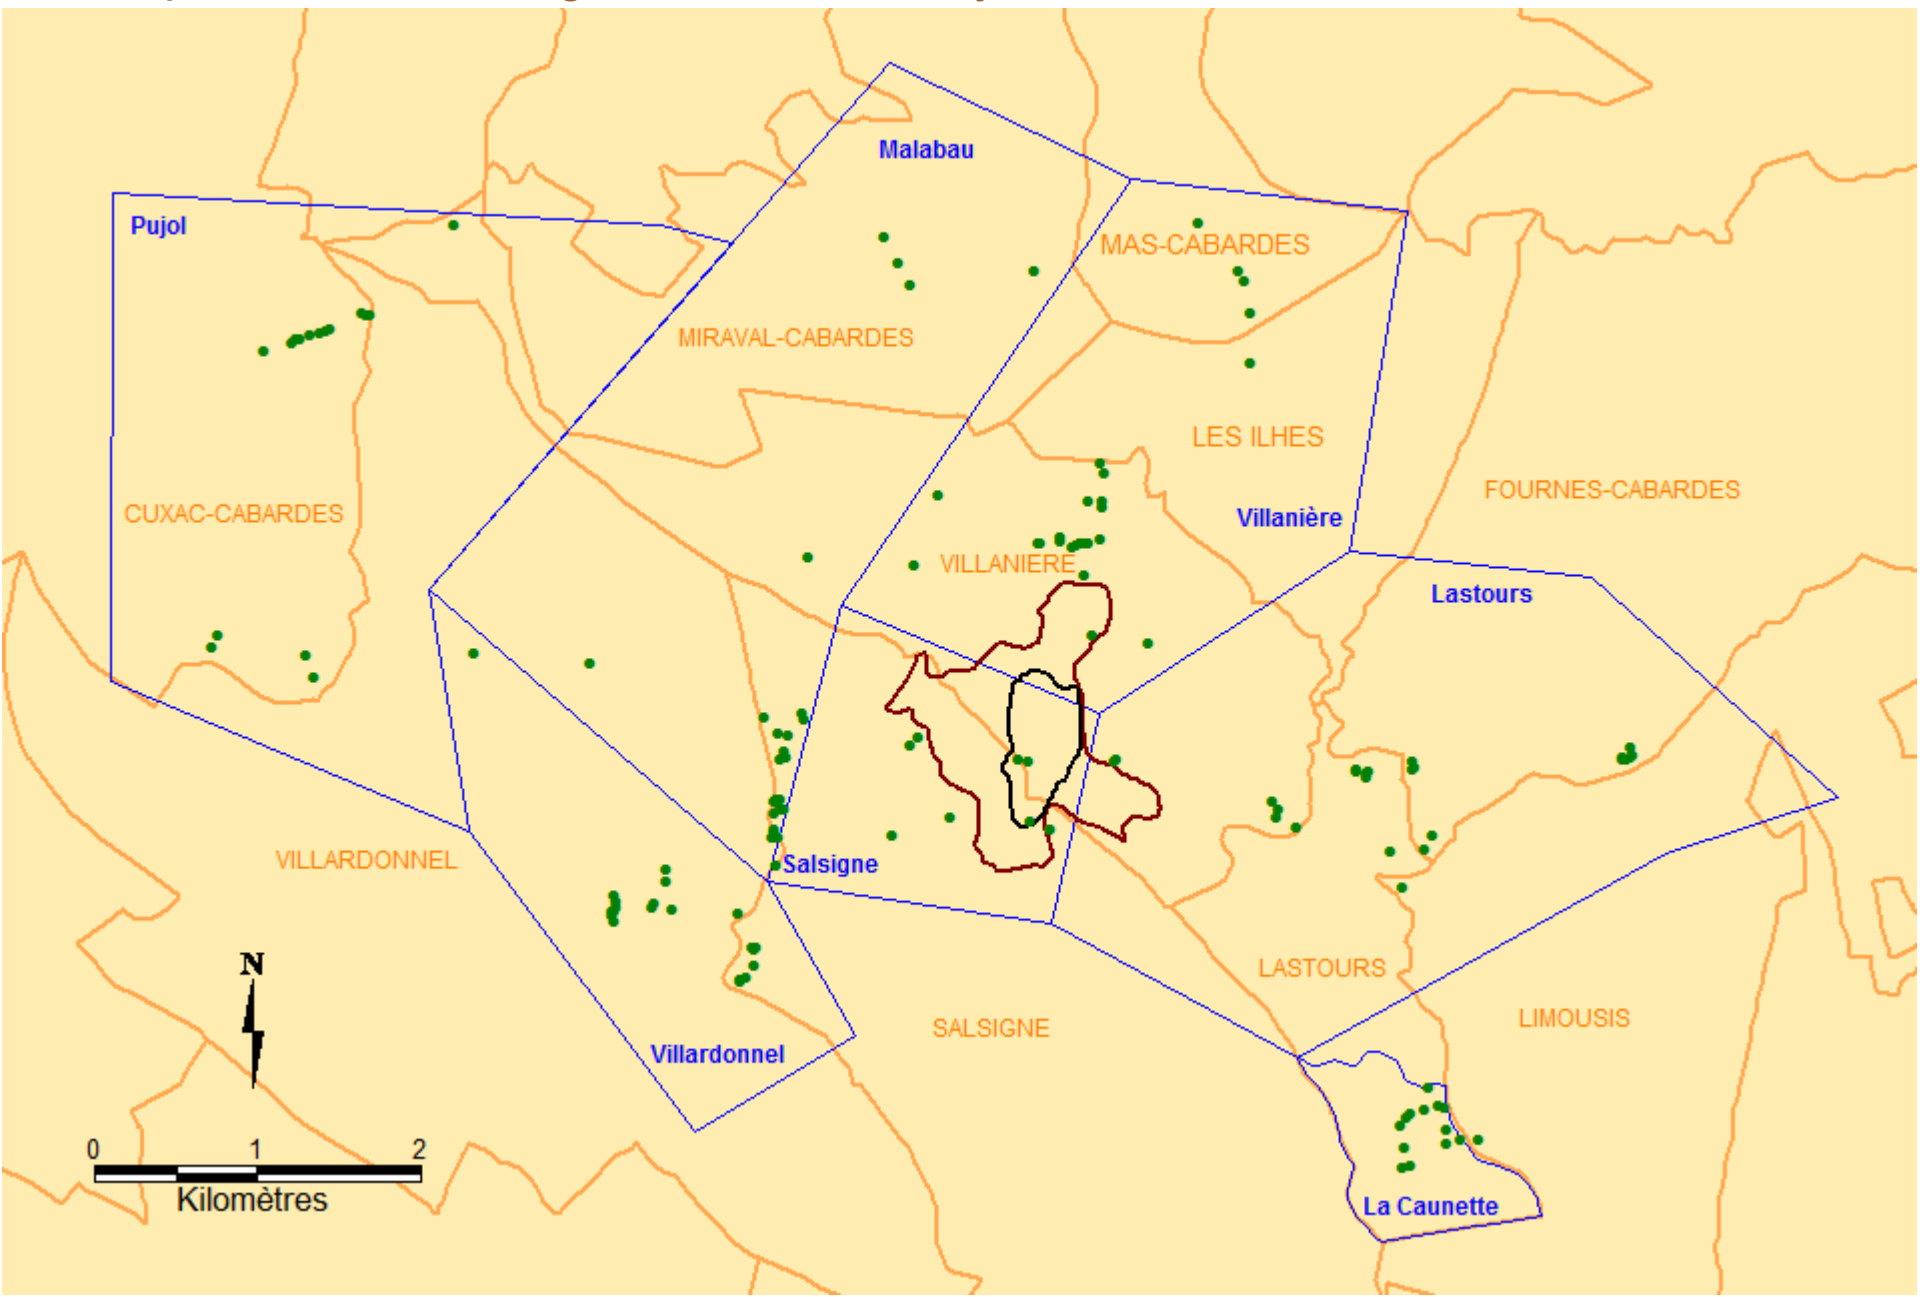 Malabau
Pujol
MAS-CABARDES
MIRAVAL-CABARDES
LES ILHES
FOURNES-CABARDES
CUXAC-CABARDES
Villanière
VILLANIERE
Lastours
VILLARDONNEL
Salsigne
N
LASTOURS
LIMOUSIS
SALSIGNE
Villardonnel
0 1 2
Kilomètres
La Caunette